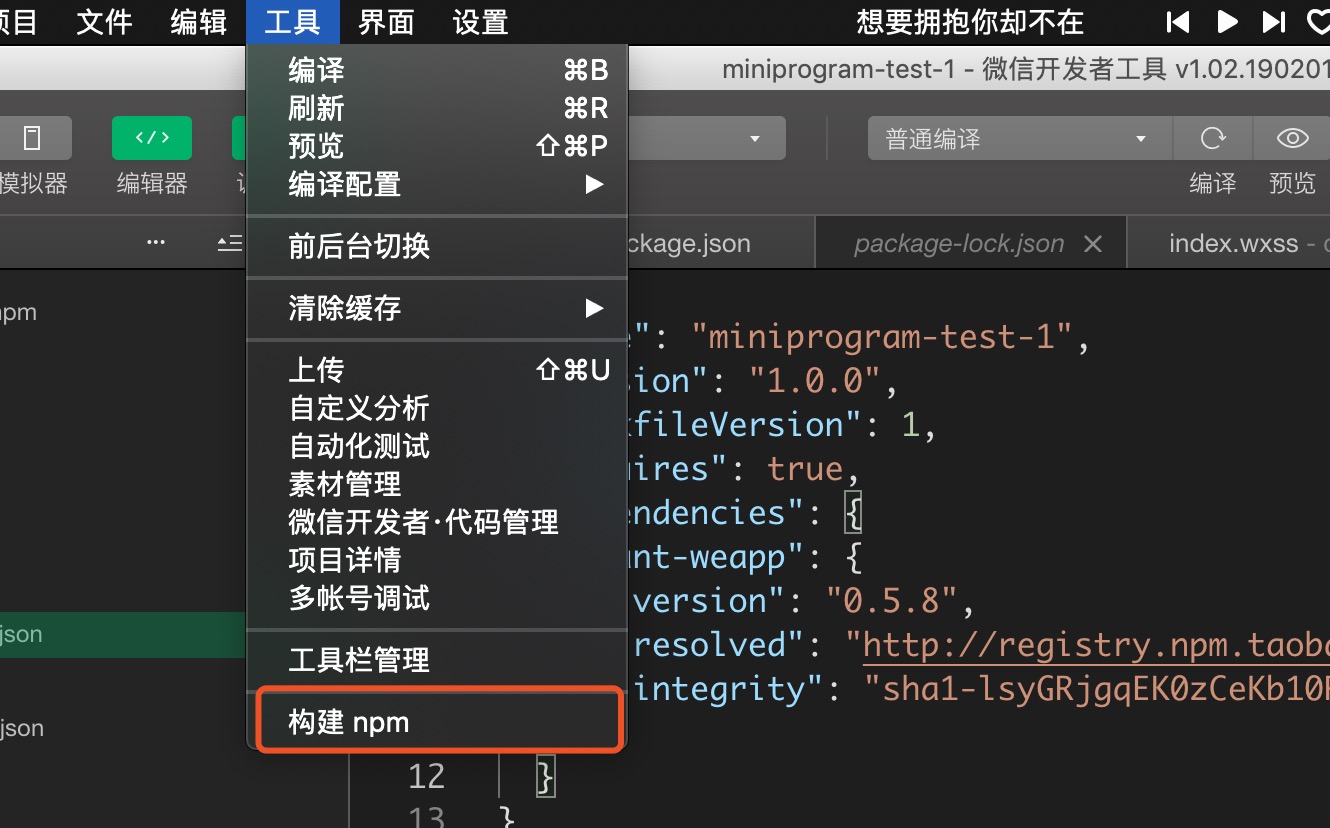 项目 文件 编辑 工具 界面 设置 想要拥抱你却不在
miniprogram-test-1 - 微信开发者工具 v1.02.19020
普通编译
模拟器 编辑器 编译 预览
编译 ⌘B
刷新 ⌘R
预览 ⇧⌘P
编译配置
前后台切换
清除缓存
上传 ⇧⌘U
自定义分析
自动化测试
素材管理
微信开发者·代码管理
项目详情
多帐号调试
工具栏管理
构建 npm
ckage.json package-lock.json index.wxss
npm
json
json
e": "miniprogram-test-1",
sion": "1.0.0",
kfileVersion": 1,
uires": true,
endencies": {
nt-weapp": {
version": "0.5.8",
resolved": "http://registry.npm.taoba
integrity": "sha1-lsyGRjgqEK0zCeKb10
12 }
13 }